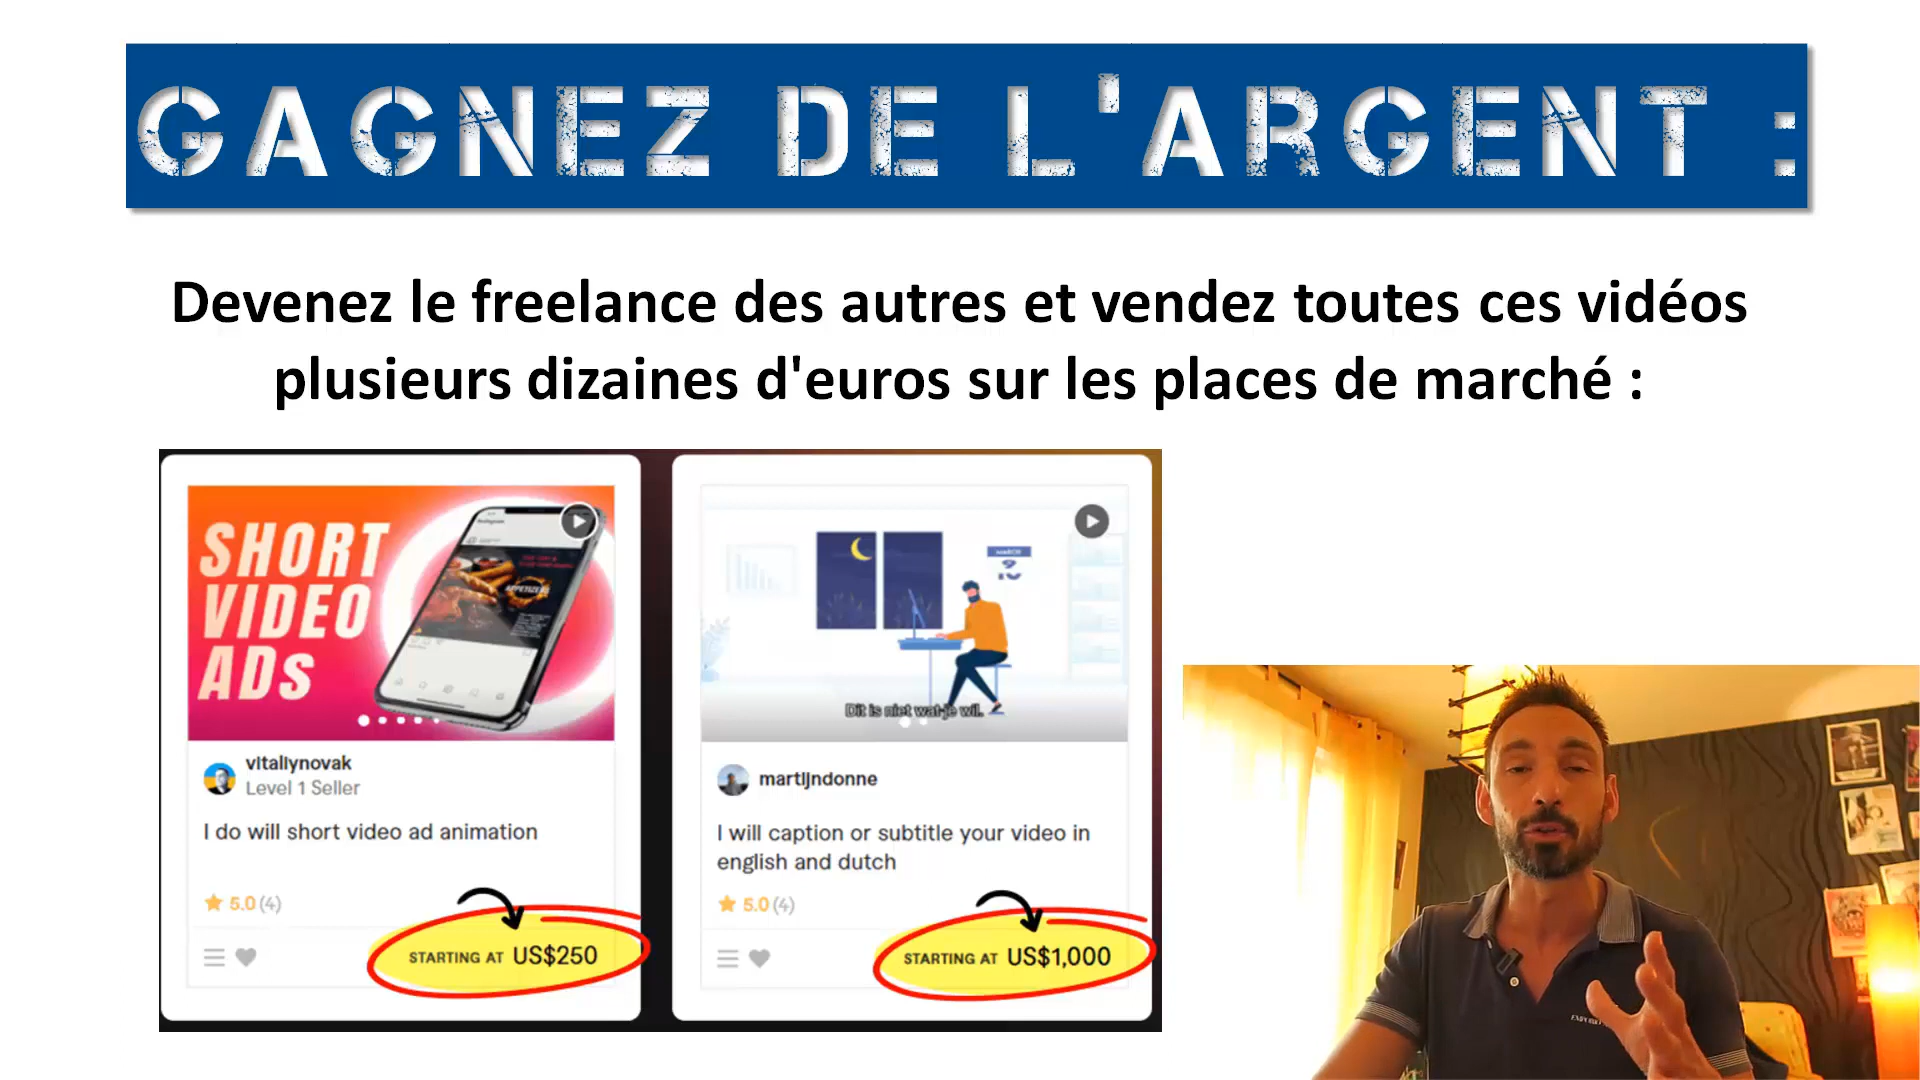 GAGNEZ DE L'ARGENT :
Devenez le freelance des autres et vendez toutes ces vidéos
plusieurs dizaines d'euros sur les places de marché :
SHORT
VIDEO
ADs
vitaliynovak
Level 1 Seller
I do will short video ad animation
5.0 (4)
STARTING AT US$250
MARCH
9
Dit is niet wat je wil.
martijndonne
I will caption or subtitle your video in
english and dutch
5.0 (4)
STARTING AT US$1,000